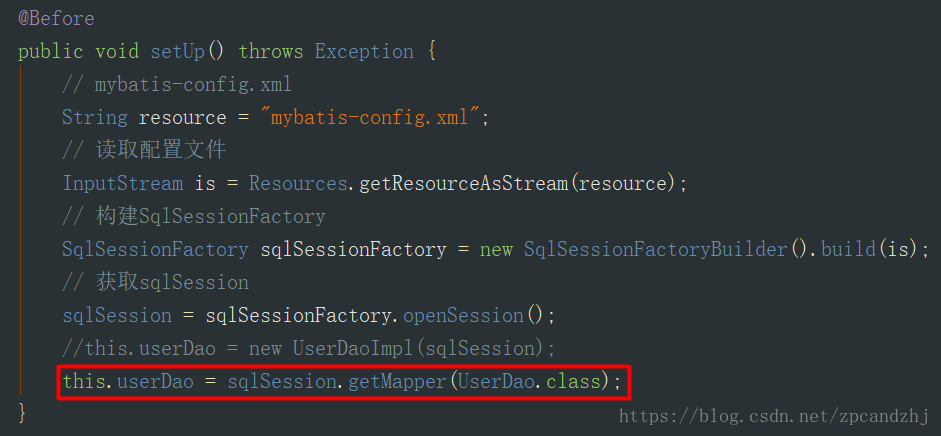 @Before
public void setUp() throws Exception {
// mybatis-config.xml
String resource = "mybatis-config.xml";
// 读取配置文件
InputStream is = Resources.getResourceAsStream(resource);
// 构建SqlSessionFactory
SqlSessionFactory sqlSessionFactory = new SqlSessionFactoryBuilder().build(is);
// 获取sqlSession
sqlSession = sqlSessionFactory.openSession();
//this.userDao = new UserDaoImpl(sqlSession);
this.userDao = sqlSession.getMapper(UserDao.class);
}
https://blog.csdn.net/zpcandzhj